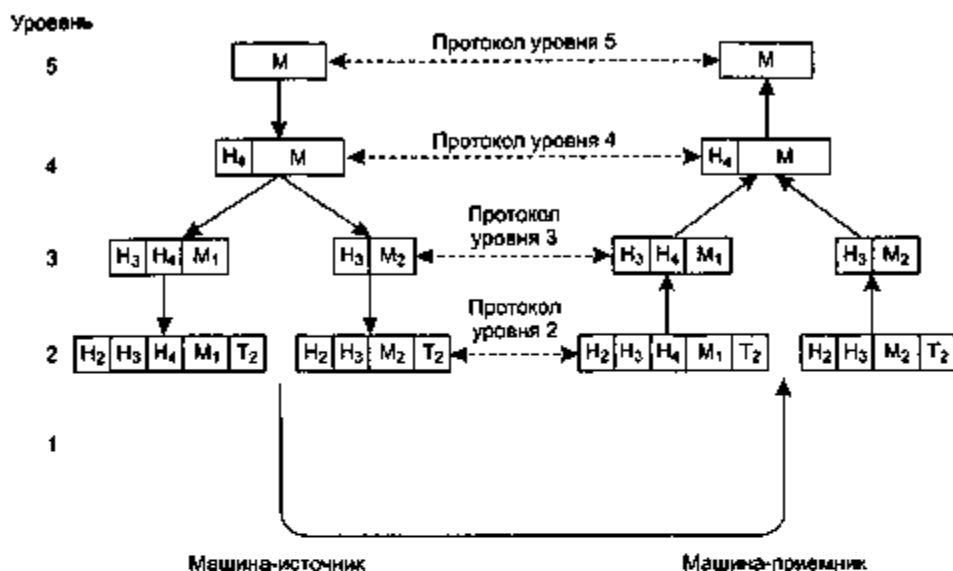 Уровень
5 M Протокол уровня 5 M
4 H₄ M Протокол уровня 4 H₄ M
Протокол
уровня 3
3 H₃ H₄ M₁ H₃ M₂ H₃ H₄ M₁ H₃ M₂
Протокол
уровня 2
2 H₂ H₃ H₄ M₁ T₂ H₂ H₃ M₂ T₂ H₂ H₃ H₄ M₁ T₂ H₂ H₃ M₂ T₂
1
Машина-источник Машина-приемник